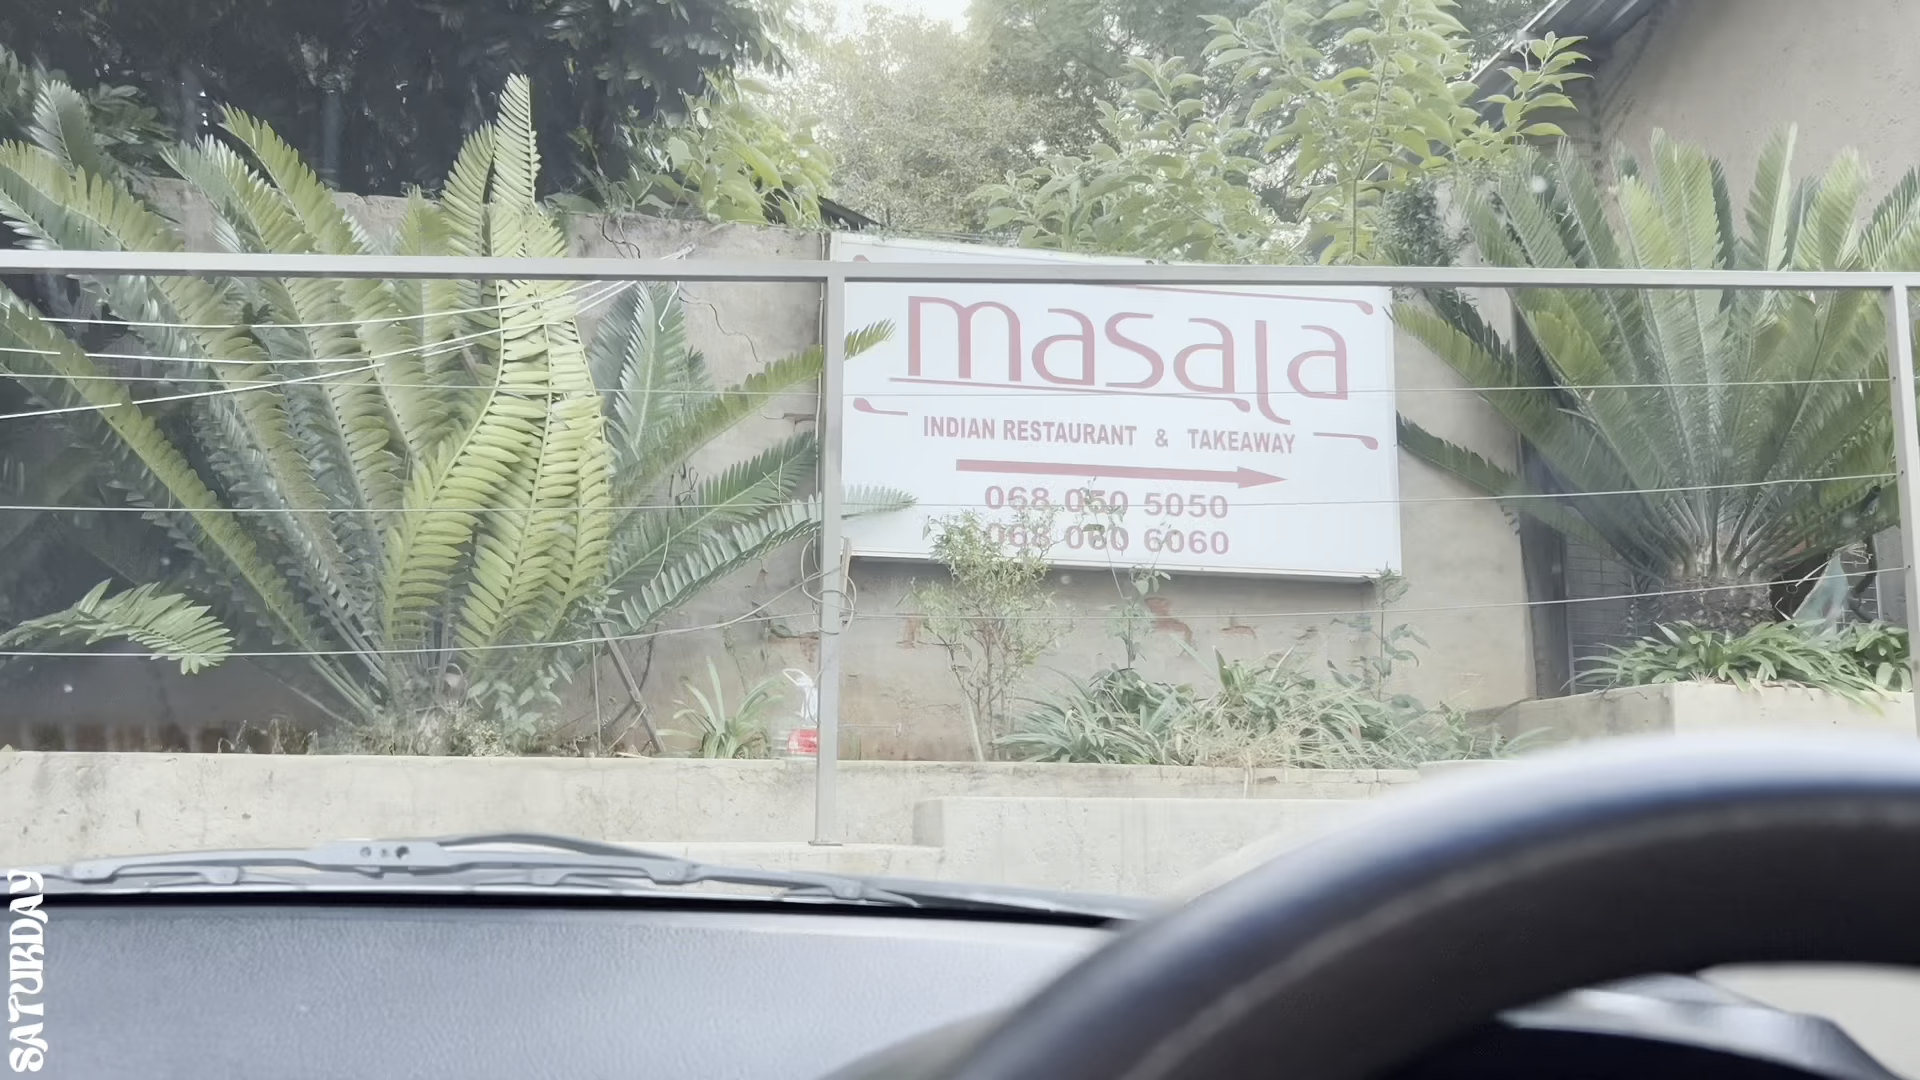 masala
INDIAN RESTAURANT & TAKEAWAY
068 050 5050
068 060 6060
SATURDAY